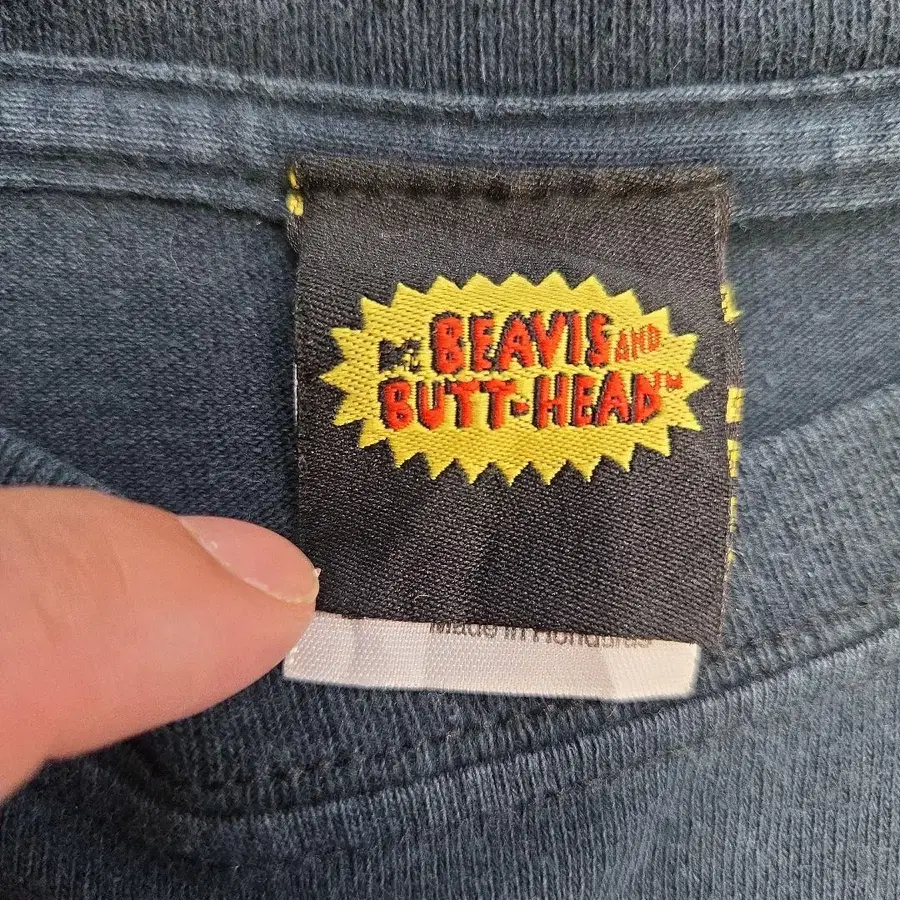 BEAVIS AND
BUTT-HEAD™
Made in Honduras